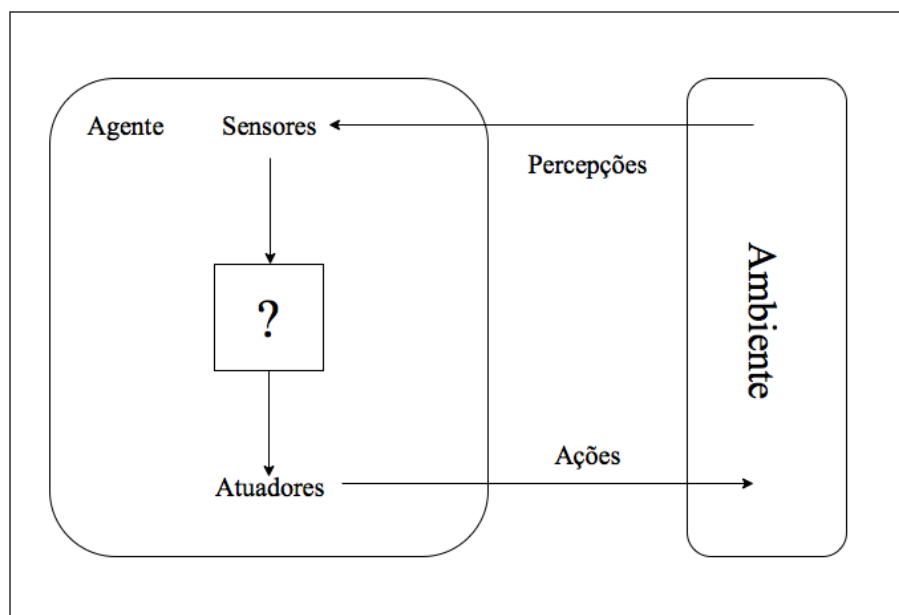 Agente
Sensores
Percepções
?
Ambiente
Ações
Atuadores